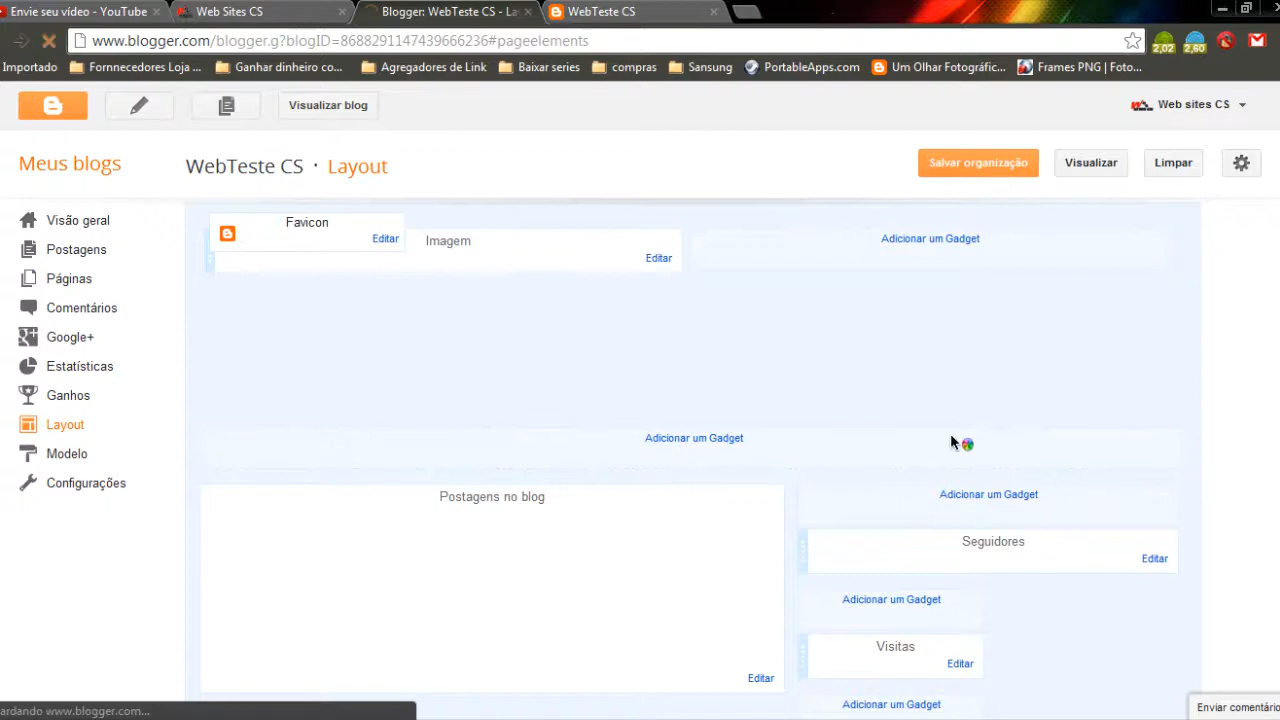 Envie seu vídeo - YouTube
Web Sites CS
Blogger: WebTeste CS - La
WebTeste CS
www.blogger.com/blogger.g?blogID=8688291147439666236#pageelements
2,02
2,60
Importado
Fornnecedores Loja ...
Ganhar dinheiro co...
Agregadores de Link
Baixar series
compras
Sansung
PortableApps.com
Um Olhar Fotográfic...
Frames PNG | Foto...
Visualizar blog
Web sites CS
Meus blogs
WebTeste CS · Layout
Salvar organização
Visualizar
Limpar
Visão geral
Postagens
Páginas
Comentários
Google+
Estatísticas
Ganhos
Layout
Modelo
Configurações
Favicon
Editar
Imagem
Editar
Adicionar um Gadget
Adicionar um Gadget
Postagens no blog
Editar
Adicionar um Gadget
Seguidores
Editar
Adicionar um Gadget
Visitas
Editar
Adicionar um Gadget
ardando www.blogger.com...
Enviar comentário